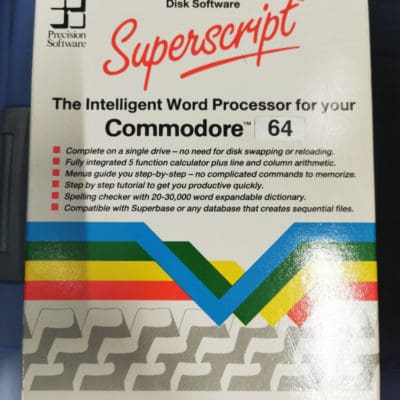 Disk Software
Precision
Software
Superscript™
The Intelligent Word Processor for your
Commodore™ 64
Complete on a single drive – no need for disk swapping or reloading.
Fully integrated 5 function calculator plus line and column arithmetic.
Menus guide you step-by-step – no complicated commands to memorize.
Step by step tutorial to get you productive quickly.
Spelling checker with 20-30,000 word expandable dictionary.
Compatible with Superbase or any database that creates sequential files.